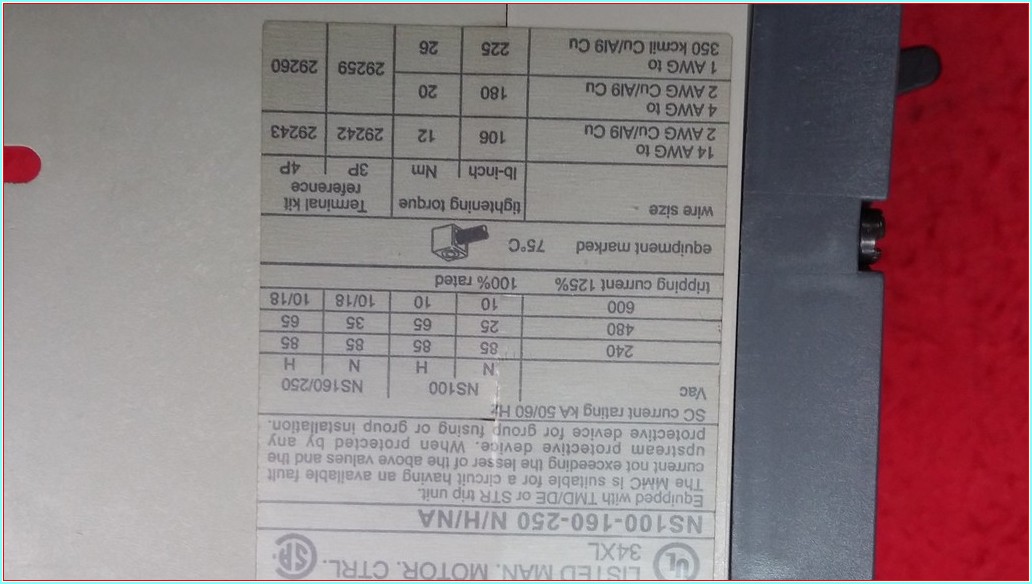 UL LISTED MAN. MOTOR. CTRL.
34XL
NS100-160-250 N/H/NA
Equipped with TMD/DE or STR trip unit.
The MMC is suitable for a circuit having an available fault
current not exceeding the lesser of the above values and the
upstream protective device. When protected by any
protective device for group fusing or group installation.
SC current rating kA 50/60 Hz
Vac NS100 NS160/250
N H N H
240 85 85 85 85
480 25 65 35 65
600 10 10 10/18 10/18
tripping current 125% 100% rated
equipment marked 75°C
wire size tightening torque Terminal kit
reference
lb-inch Nm 3P 4P
14 AWG to
2 AWG Cu/Al9 Cu 106 12 29242 29243
4 AWG to
2 AWG Cu/Al9 Cu 180 20
1 AWG to
350 kcmil Cu/Al9 Cu 225 26 29259 29260